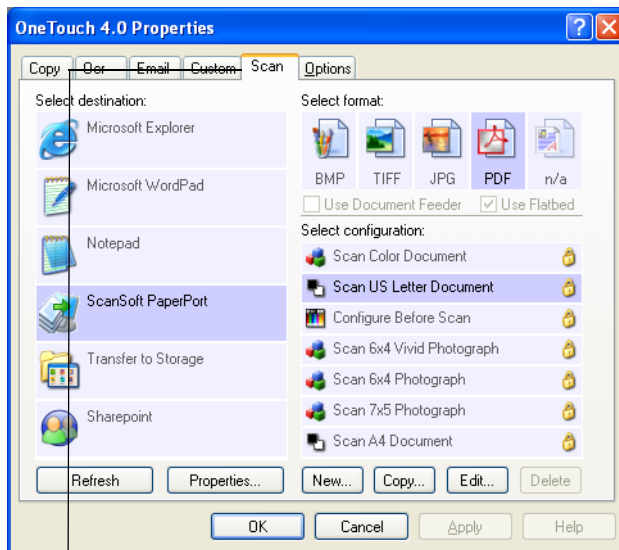 OneTouch 4.0 Properties
Copy Ocr Email Custom Scan Options
Select destination:
Microsoft Explorer
Microsoft WordPad
Notepad
ScanSoft PaperPort
Transfer to Storage
Sharepoint
Refresh Properties...
Select format:
BMP TIFF JPG PDF n/a
Use Document Feeder Use Flatbed
Select configuration:
Scan Color Document
Scan US Letter Document
Configure Before Scan
Scan 6x4 Vivid Photograph
Scan 6x4 Photograph
Scan 7x5 Photograph
Scan A4 Document
New... Copy... Edit... Delete
OK Cancel Apply Help